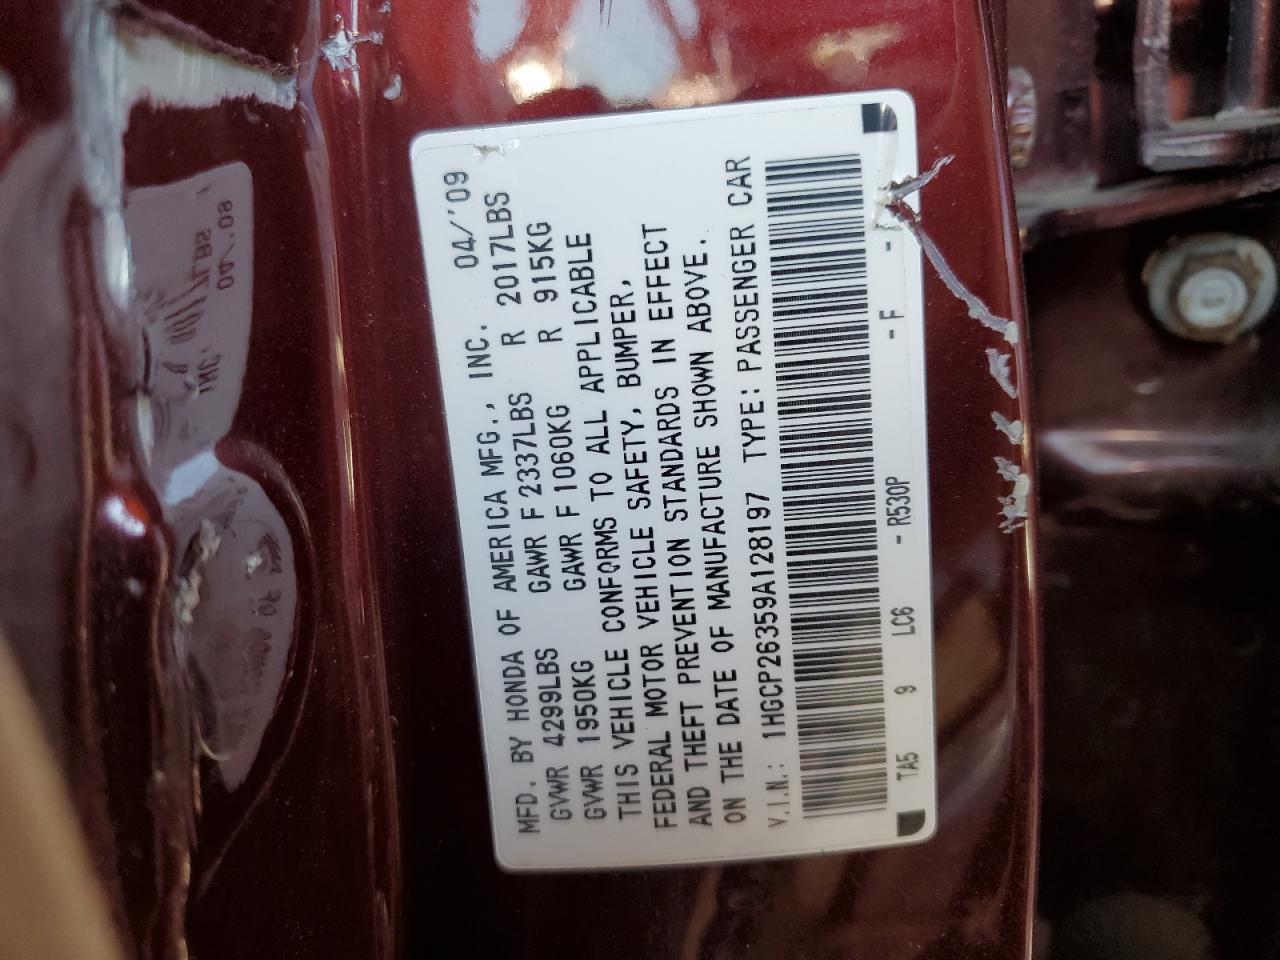 MFD. BY HONDA OF AMERICA MFG., INC. 04/'09
GVWR 4299LBS GAWR F 2337LBS R 2017LBS
GVWR 1950KG GAWR F 1060KG R 915KG
THIS VEHICLE CONFORMS TO ALL APPLICABLE
FEDERAL MOTOR VEHICLE SAFETY, BUMPER,
AND THEFT PREVENTION STANDARDS IN EFFECT
ON THE DATE OF MANUFACTURE SHOWN ABOVE.
V.I.N.: 1HGCP26359A128197 TYPE: PASSENGER CAR
TA5 9 LC6 - R530P - F -